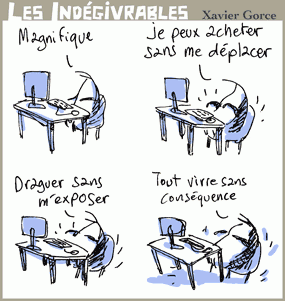 Les Indégivrables
Xavier Gorce
Magnifique
je peux acheter
sans me déplacer
Draguer sans
m'exposer
Tout vivre sans
conséquence